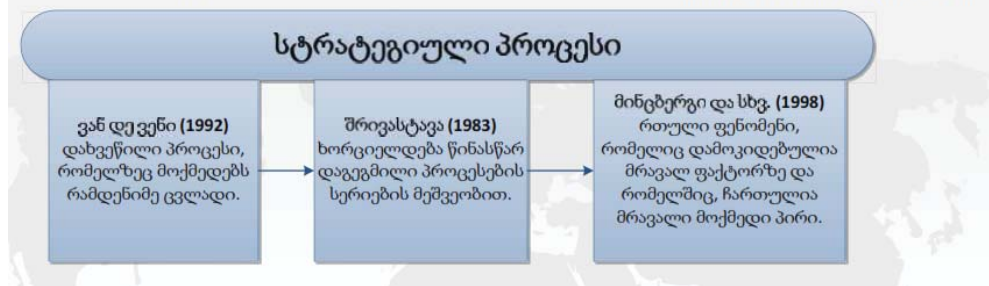 სტრატეგიული პროცესი
ვან დე ვენი (1992)
დახვეწილი პროცესი,
რომელზეც მოქმედებს
რამდენიმე ცვლადი.
შრივასტავა (1983)
ხორციელდება წინასწარ
დაგეგმილი პროცესების
სერიების მეშვეობით.
მინცბერგი და სხვ. (1998)
რთული ფენომენი,
რომელიც დამოკიდებულია
მრავალ ფაქტორზე და
რომელშიც, ჩართულია
მრავალი მოქმედი პირი.